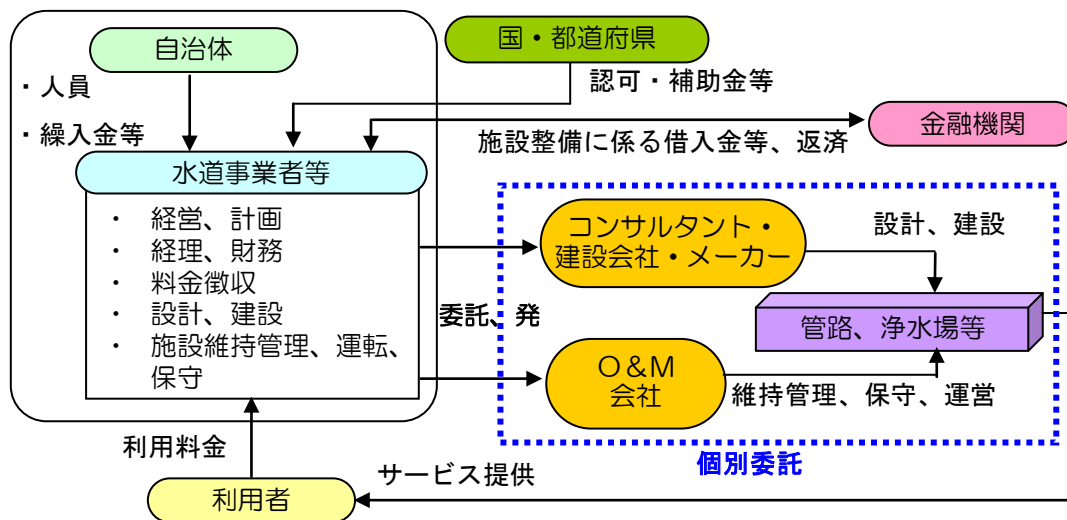 自治体
国・都道府県
・人員
認可・補助金等
・繰入金等
金融機関
施設整備に係る借入金等、返済
水道事業者等
・ 経営、計画
・ 経理、財務
・ 料金徴収
・ 設計、建設
・ 施設維持管理、運転、
保守
コンサルタント・
建設会社・メーカー
設計、建設
委託、発
管路、浄水場等
O&M
会社
維持管理、保守、運営
個別委託
利用料金
サービス提供
利用者